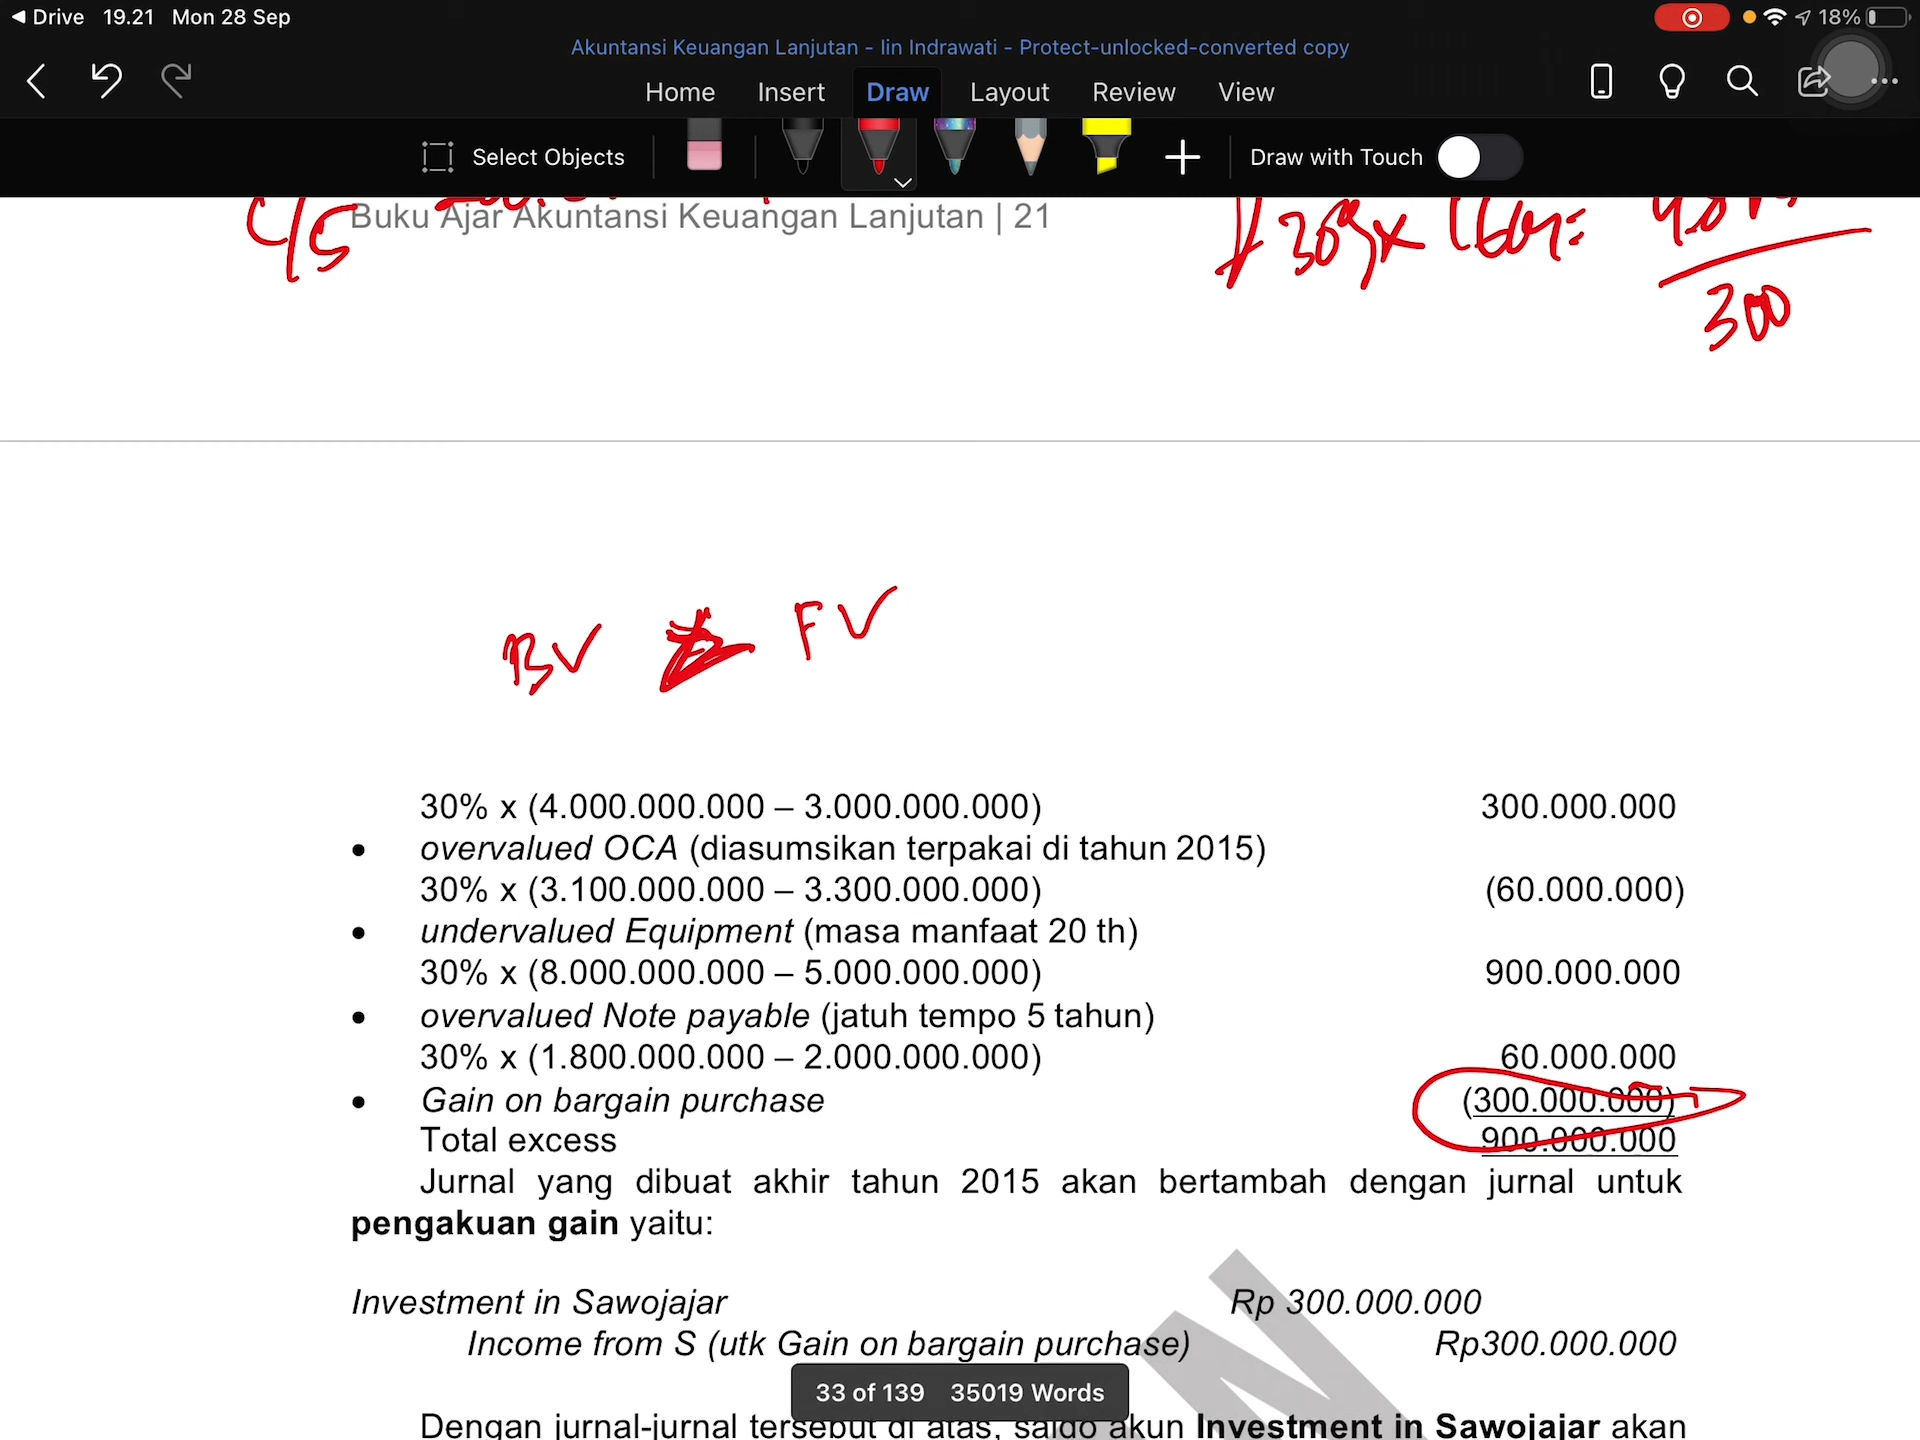 Drive 19.21 Mon 28 Sep 18%
Akuntansi Keuangan Lanjutan - Iin Indrawati - Protect-unlocked-converted copy
Home Insert Draw Layout Review View
Select Objects Draw with Touch
Buku Ajar Akuntansi Keuangan Lanjutan | 21
300
BV FV
30% x (4.000.000.000 – 3.000.000.000) 300.000.000
• overvalued OCA (diasumsikan terpakai di tahun 2015)
30% x (3.100.000.000 – 3.300.000.000) (60.000.000)
• undervalued Equipment (masa manfaat 20 th)
30% x (8.000.000.000 – 5.000.000.000) 900.000.000
• overvalued Note payable (jatuh tempo 5 tahun)
30% x (1.800.000.000 – 2.000.000.000) 60.000.000
• Gain on bargain purchase (300.000.000)
Total excess 900.000.000
Jurnal yang dibuat akhir tahun 2015 akan bertambah dengan jurnal untuk
pengakuan gain yaitu:
Investment in Sawojajar Rp 300.000.000
Income from S (utk Gain on bargain purchase) Rp300.000.000
33 of 139 35019 Words
Dengan jurnal-jurnal tersebut di atas, saldo akun Investment in Sawojajar akan